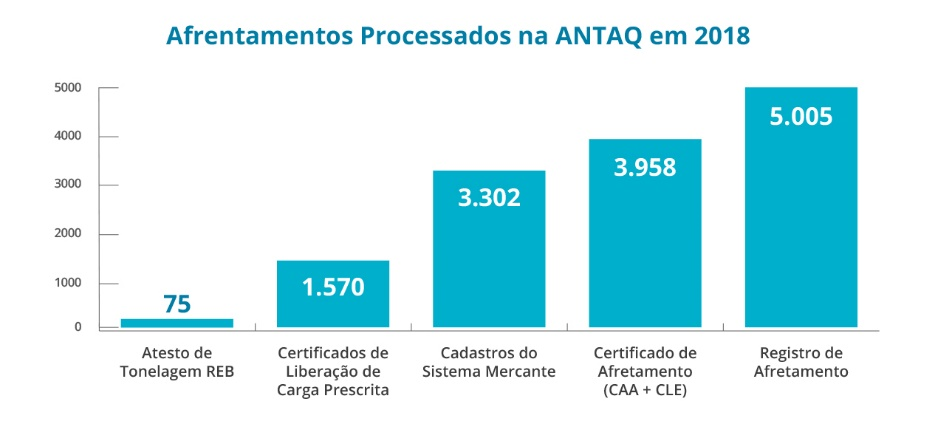 Afrentamentos Processados na ANTAQ em 2018
5000
4000
3000
2000
1000
0
75
1.570
3.302
3.958
5.005
Atesto de
Tonelagem REB
Certificados de
Liberação de
Carga Prescrita
Cadastros do
Sistema Mercante
Certificado de
Afretamento
(CAA + CLE)
Registro de
Afretamento